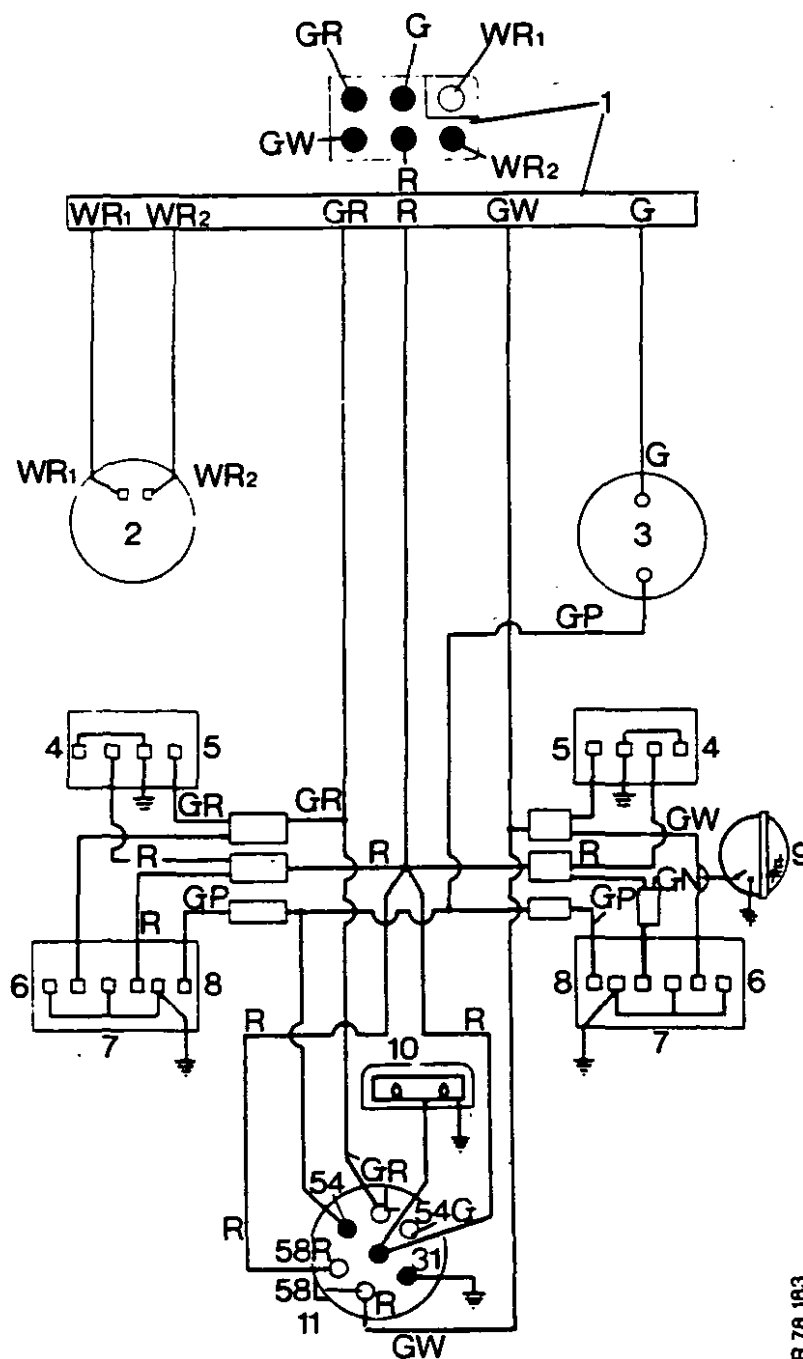 GR G WR1
1
GW
R WR2
WR1 WR2 GR R GW G
WR1 WR2 G
2 3
GP
4 5 5 4
GR GR GW
R R R GN 9
GP GP
R
6 8 8 6
7 7
R 10 R
GR
54 54G
R 58R 31
58 R
11
GW
R 78 183